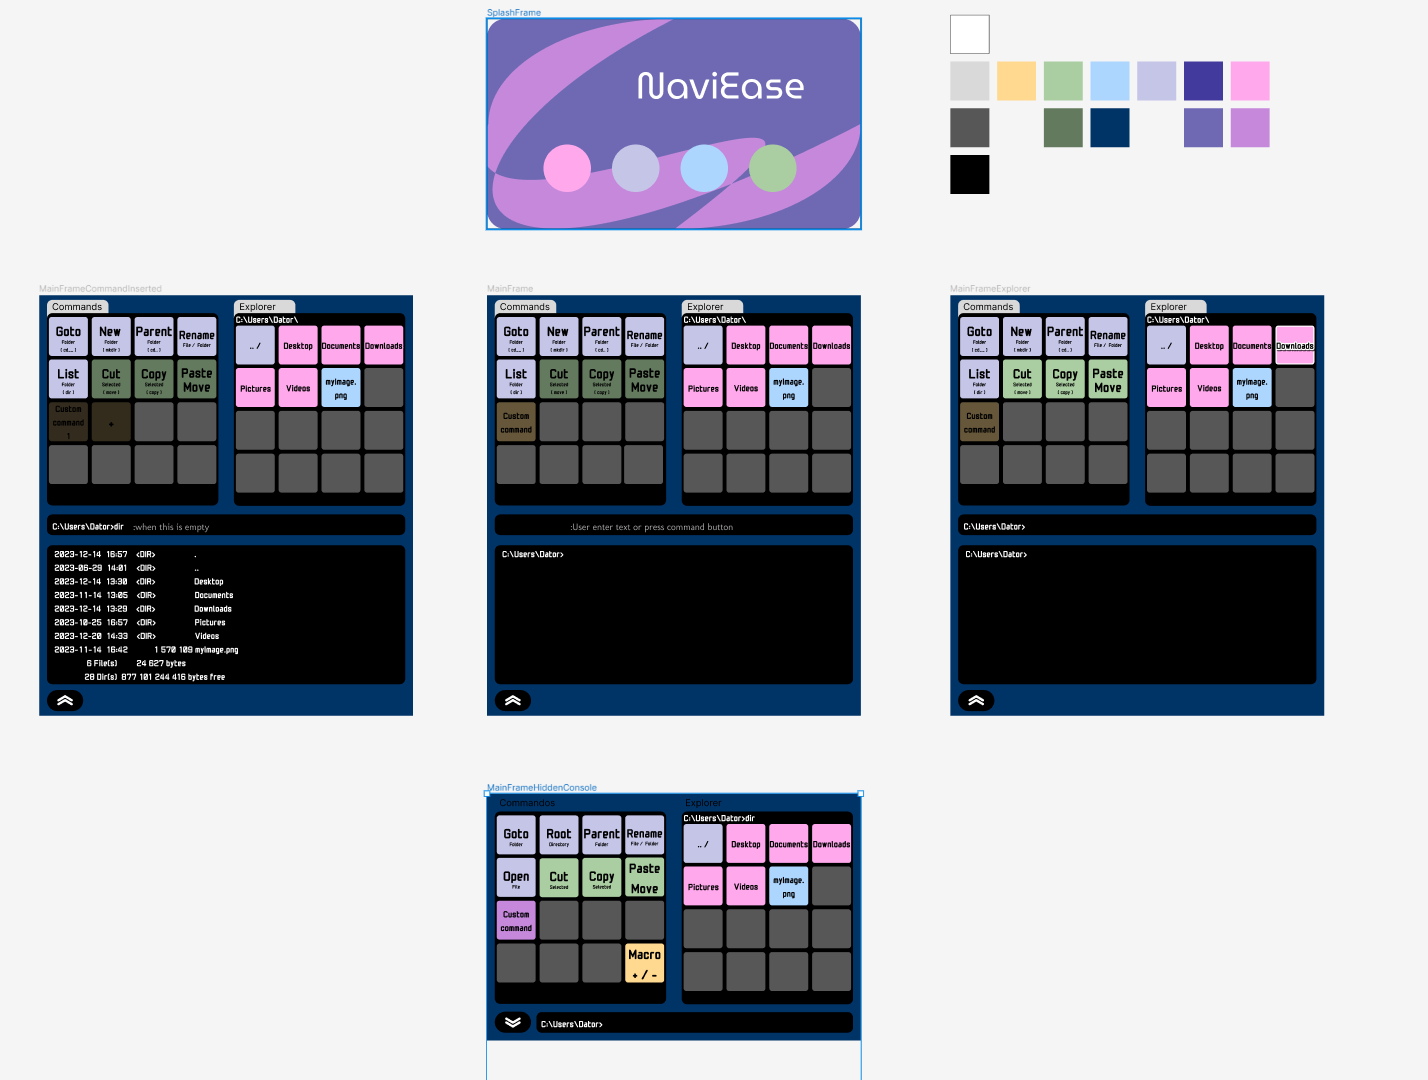 SplashFrame
NaviEase
MainFrameCommandInserted
Commands
Explorer
Goto
Folder
( cd__ )
New
Folder
( mkdir )
Parent
Folder
( cd.. )
Rename
File / Folder
List
Folder
( dir )
Cut
Selected
( move )
Copy
Selected
( copy )
Paste
Move
Custom
command
1
+
C:\Users\Dator\
.. /
Desktop
Documents
Downloads
Pictures
Videos
myImage.
png
C:\Users\Dator>dir :when this is empty
2023-12-14 16:57 <DIR> .
2023-06-29 14:01 <DIR> ..
2023-12-14 13:30 <DIR> Desktop
2023-11-14 13:05 <DIR> Documents
2023-12-14 13:29 <DIR> Downloads
2023-10-25 16:57 <DIR> Pictures
2023-12-20 14:33 <DIR> Videos
2023-11-14 16:42 1 570 109 myImage.png
6 File(s) 24 627 bytes
28 Dir(s) 877 101 244 416 bytes free
MainFrame
Commands
Explorer
Goto
Folder
( cd__ )
New
Folder
( mkdir )
Parent
Folder
( cd.. )
Rename
File / Folder
List
Folder
( dir )
Cut
Selected
( move )
Copy
Selected
( copy )
Paste
Move
Custom
command
C:\Users\Dator\
.. /
Desktop
Documents
Downloads
Pictures
Videos
myImage.
png
:User enter text or press command button
C:\Users\Dator>
MainFrameExplorer
Commands
Explorer
Goto
Folder
( cd__ )
New
Folder
( mkdir )
Parent
Folder
( cd.. )
Rename
File / Folder
List
Folder
( dir )
Cut
Selected
( move )
Copy
Selected
( copy )
Paste
Move
Custom
command
C:\Users\Dator\
.. /
Desktop
Documents
Downloads
Pictures
Videos
myImage.
png
C:\Users\Dator>
C:\Users\Dator>
MainFrameHiddenConsole
Commandos
Explorer
Goto
Folder
Root
Directory
Parent
Folder
Rename
File / Folder
Open
File
Cut
Selected
Copy
Selected
Paste
Move
Custom
command
Macro
+ / -
C:\Users\Dator>dir
.. /
Desktop
Documents
Downloads
Pictures
Videos
myImage.
png
C:\Users\Dator>